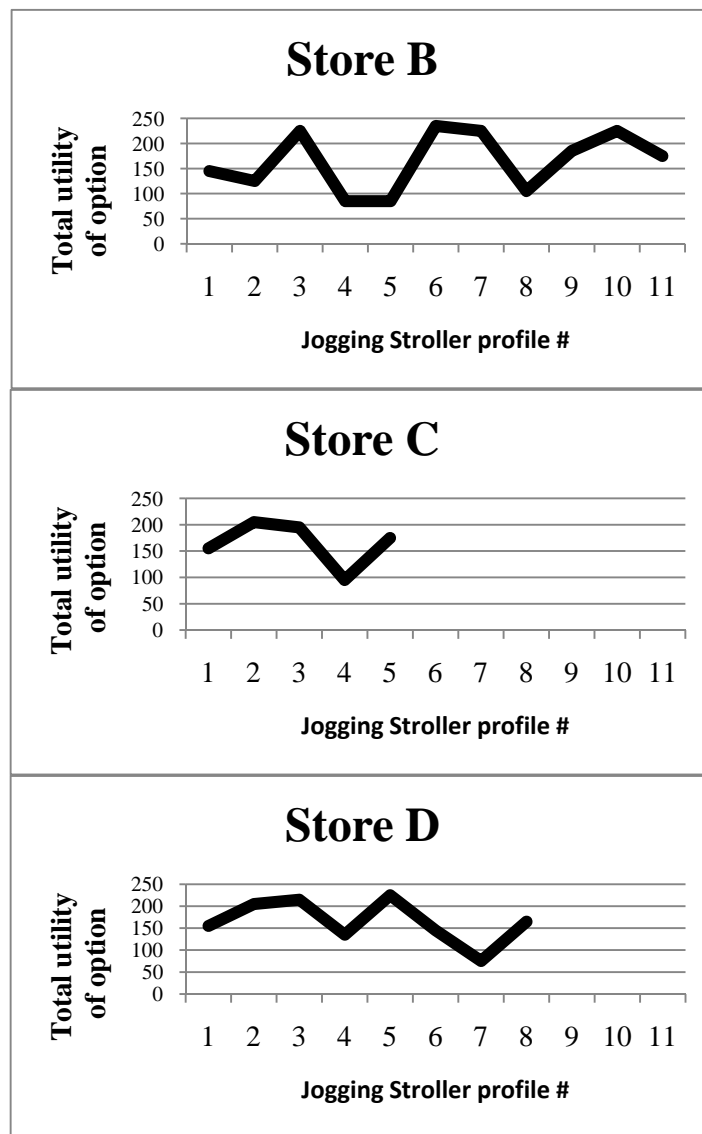 Store B
Total utility
of option
250
200
150
100
50
0
1 2 3 4 5 6 7 8 9 10 11
Jogging Stroller profile #
Store C
Total utility
of option
250
200
150
100
50
0
1 2 3 4 5 6 7 8 9 10 11
Jogging Stroller profile #
Store D
Total utility
of option
250
200
150
100
50
0
1 2 3 4 5 6 7 8 9 10 11
Jogging Stroller profile #